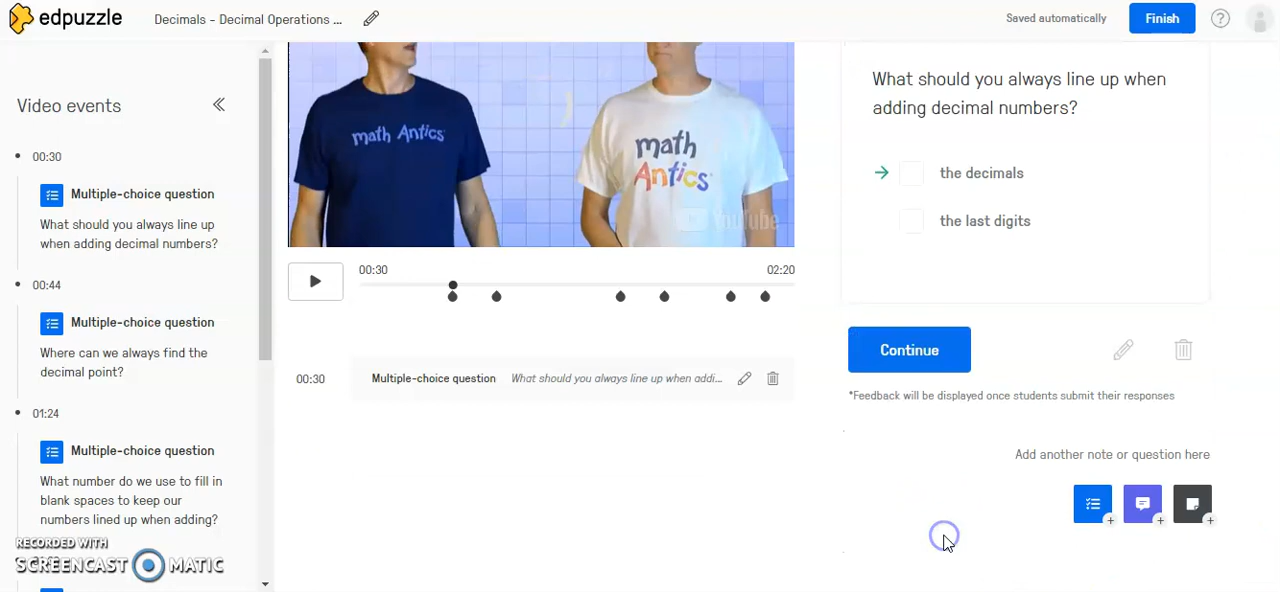 edpuzzle
Decimals - Decimal Operations ...
Saved automatically
Finish
?
Video events
00:30
Multiple-choice question
What should you always line up
when adding decimal numbers?
00:44
Multiple-choice question
Where can we always find the
decimal point?
01:24
Multiple-choice question
What number do we use to fill in
blank spaces to keep our
numbers lined up when adding?
RECORDED WITH
SCREENCAST MATIC
math Antics
math
Antics
YouTube
00:30
02:20
00:30
Multiple-choice question
What should you always line up when addi...
What should you always line up when
adding decimal numbers?
the decimals
the last digits
Continue
*Feedback will be displayed once students submit their responses
Add another note or question here